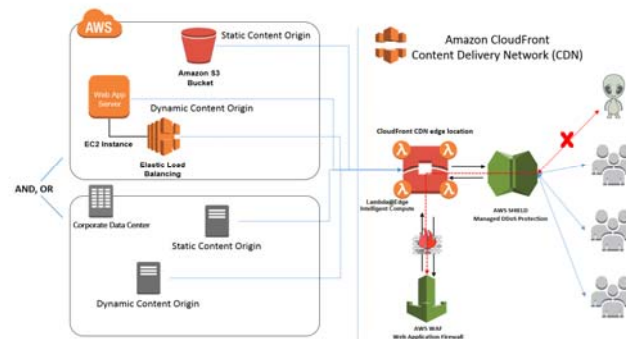 AWS
Static Content Origin
Amazon S3
Bucket
Web App
Server
Dynamic Content Origin
EC2 Instance
Elastic Load
Balancing
AND, OR
Corporate Data Center
Static Content Origin
Dynamic Content Origin
Amazon CloudFront
Content Delivery Network (CDN)
CloudFront CDN edge location
Lambda@Edge
Intelligent Compute
AWS SHIELD
Managed DDoS Protection
AWS WAF
Web Application Firewall